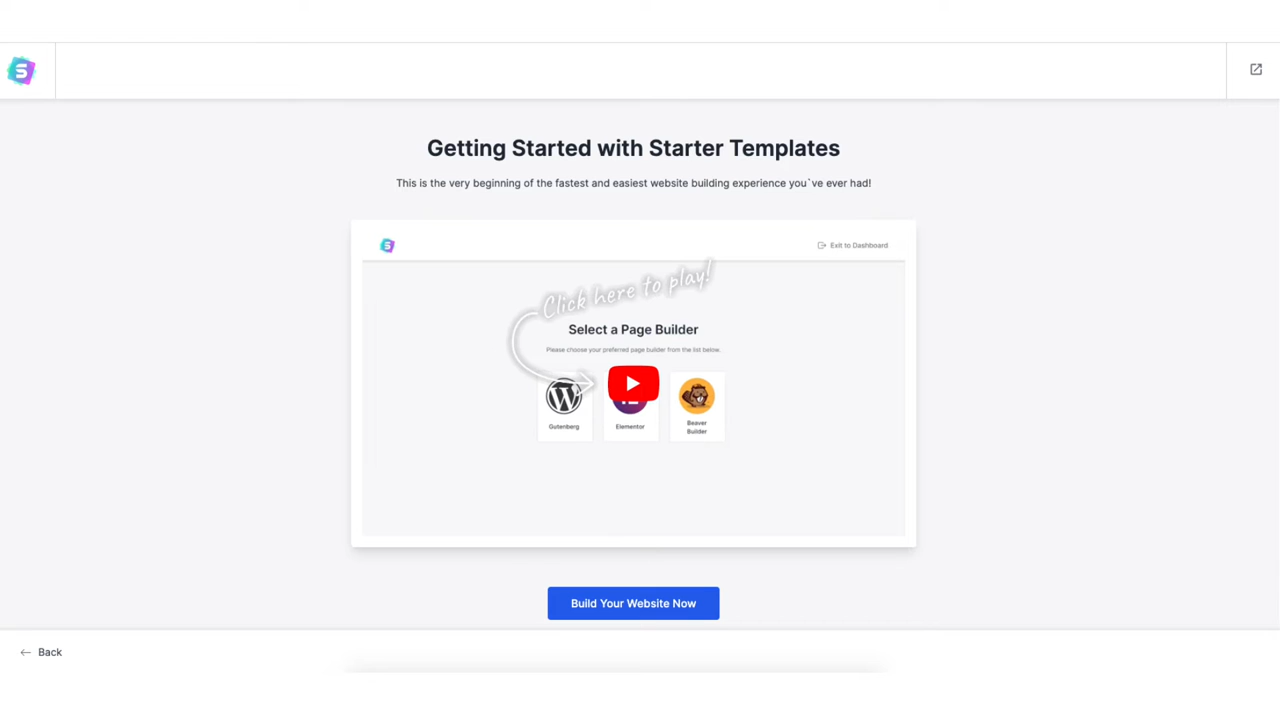 S
Getting Started with Starter Templates
This is the very beginning of the fastest and easiest website building experience you`ve ever had!
S
Exit to Dashboard
Click here to play!
Select a Page Builder
Please choose your preferred page builder from the list below.
Gutenberg
Elementor
Beaver
Builder
Build Your Website Now
Back